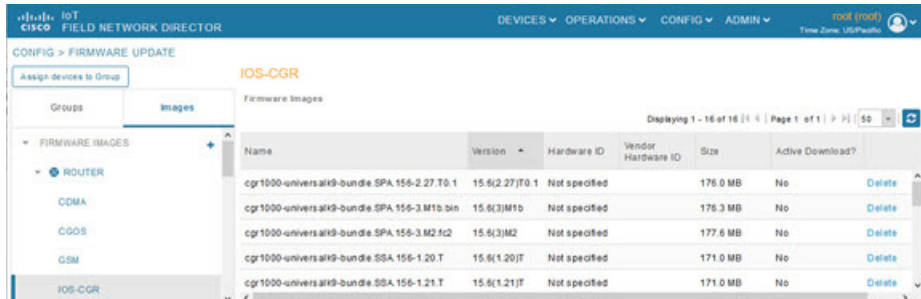 CISCO IoT
FIELD NETWORK DIRECTOR
DEVICES OPERATIONS CONFIG ADMIN
root (root)
Time Zone: US/Pacific
CONFIG > FIRMWARE UPDATE
Assign devices to Group
Groups Images
FIRMWARE IMAGES +
ROUTER
CDMA
CGOS
GSM
IOS-CGR
IOS-CGR
Firmware Images
Displaying 1 - 16 of 16 | Page 1 of 1 | 50
Name Version Hardware ID Vendor Hardware ID Size Active Download?
cgr1000-universalk9-bundle.SPA.156-2.27.T0.1 15.6(2.27)T0.1 Not specified 176.0 MB No Delete
cgr1000-universalk9-bundle.SPA.156-3.M1b.bin 15.6(3)M1b Not specified 176.3 MB No Delete
cgr1000-universalk9-bundle.SPA.156-3.M2.fc2 15.6(3)M2 Not specified 177.6 MB No Delete
cgr1000-universalk9-bundle.SSA.156-1.20.T 15.6(1.20)T Not specified 171.0 MB No Delete
cgr1000-universalk9-bundle.SSA.156-1.21.T 15.6(1.21)T Not specified 171.0 MB No Delete